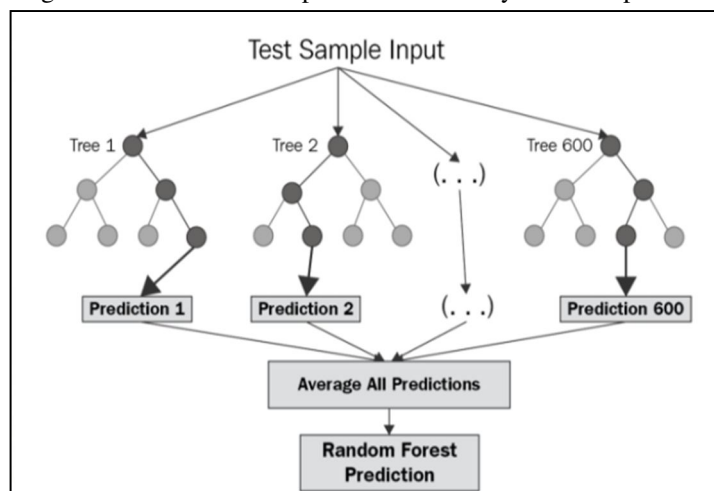 Test Sample Input
Tree 1
Tree 2
Tree 600
(. . .)
Prediction 1
Prediction 2
(. . .)
Prediction 600
Average All Predictions
Random Forest
Prediction